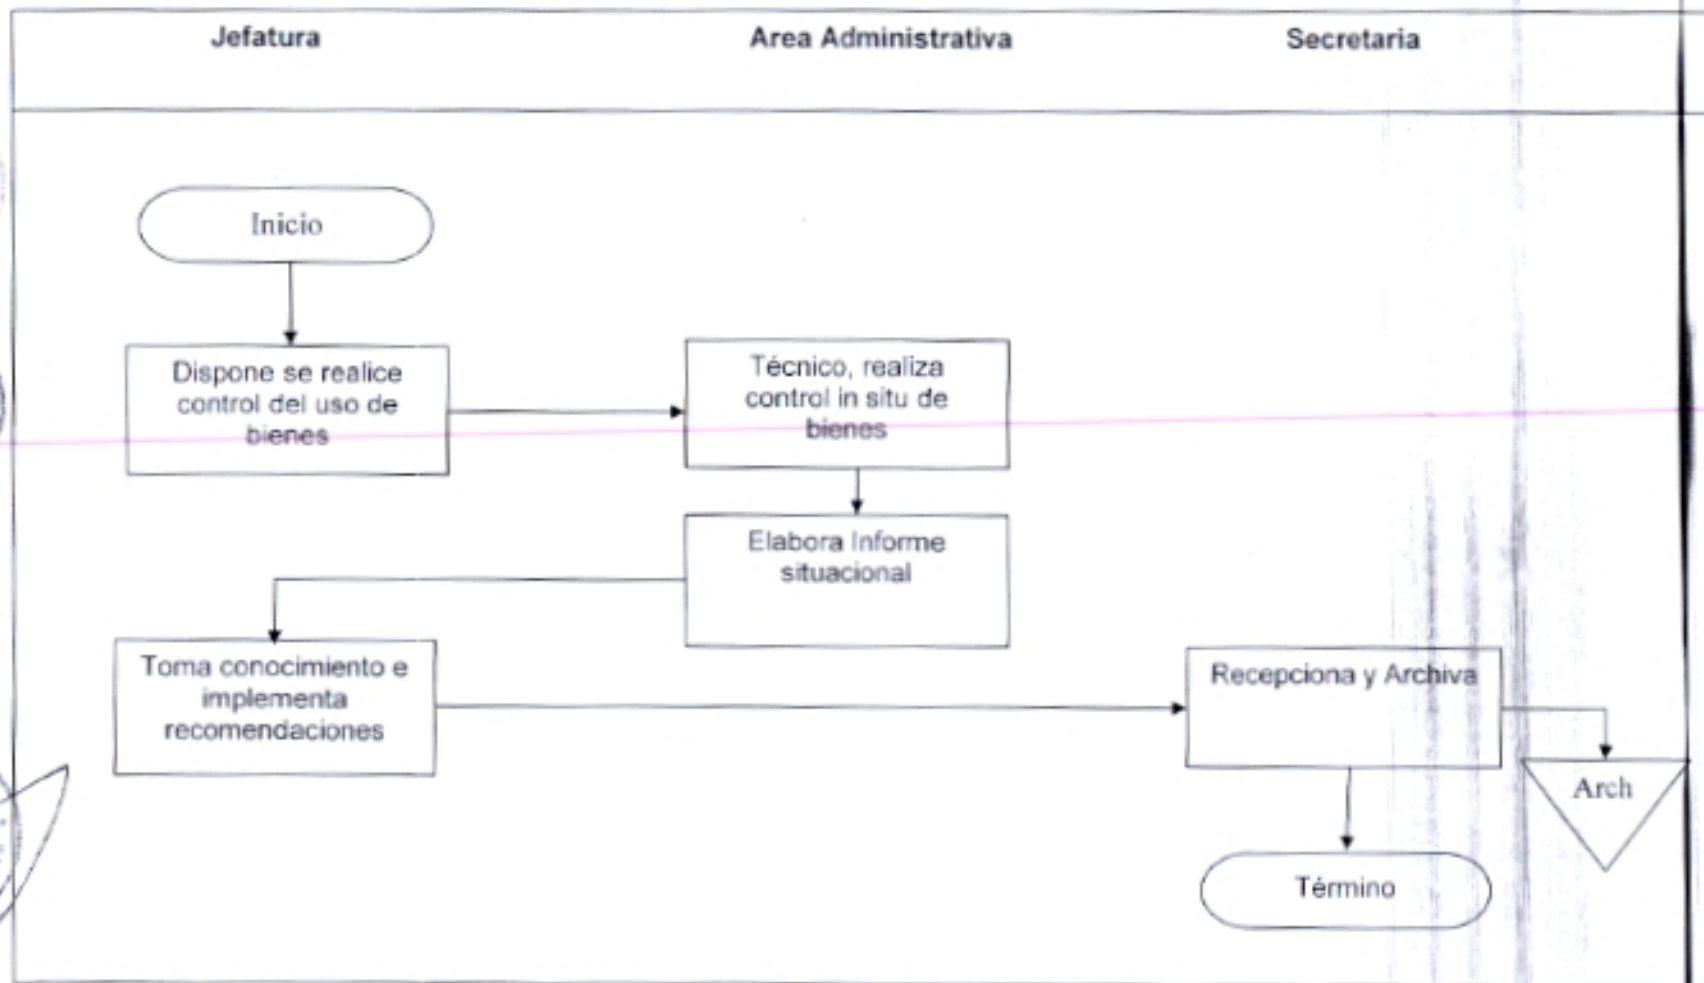 Jefatura
Area Administrativa
Secretaria
Inicio
Dispone se realice
control del uso de
bienes
Técnico, realiza
control in situ de
bienes
Elabora Informe
situacional
Toma conocimiento e
implementa
recomendaciones
Recepciona y Archiva
Arch
Término